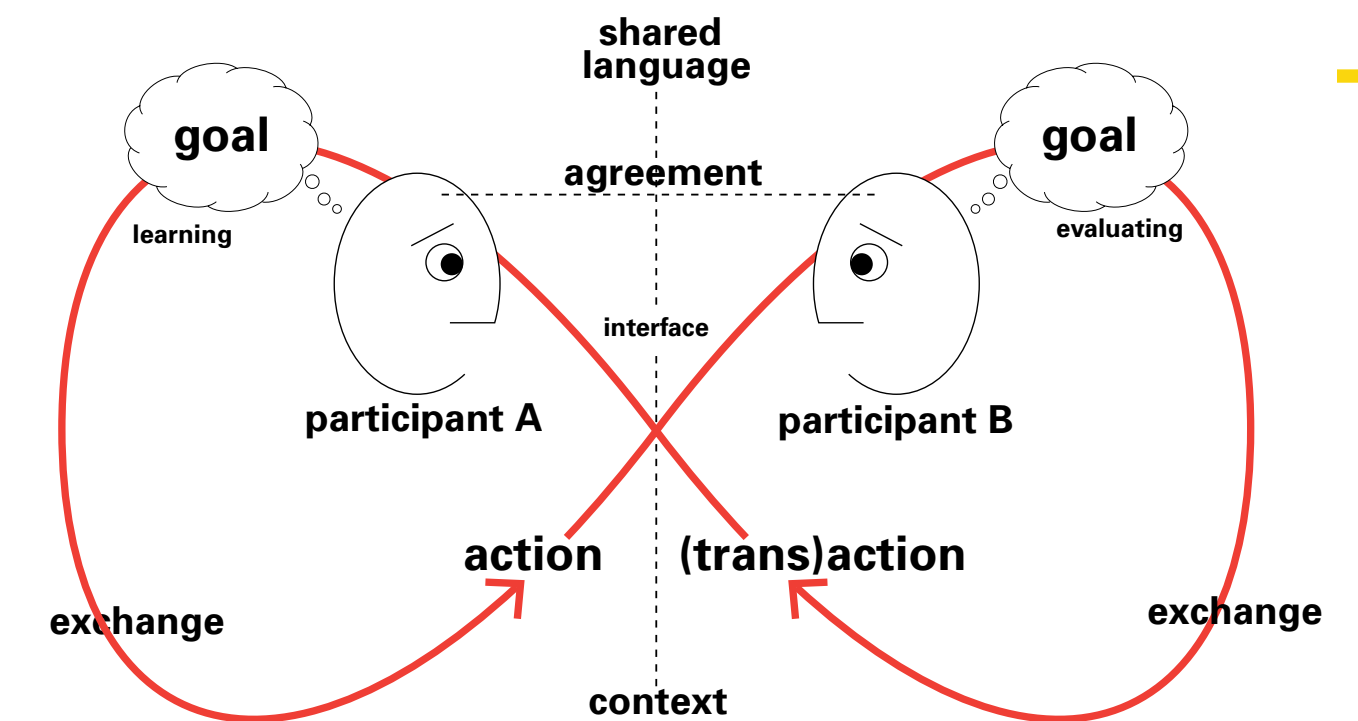 shared
language
goal
goal
agreement
learning
evaluating
interface
participant A
participant B
action
(trans)action
exchange
exchange
context